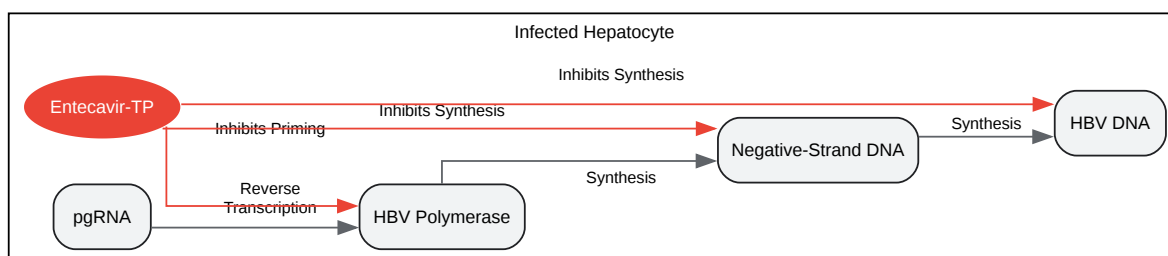 Infected Hepatocyte
Inhibits Synthesis
Entecavir-TP
Inhibits Synthesis
Inhibits Priming
Synthesis
HBV DNA
Negative-Strand DNA
Synthesis
Reverse
Transcription
pgRNA
HBV Polymerase